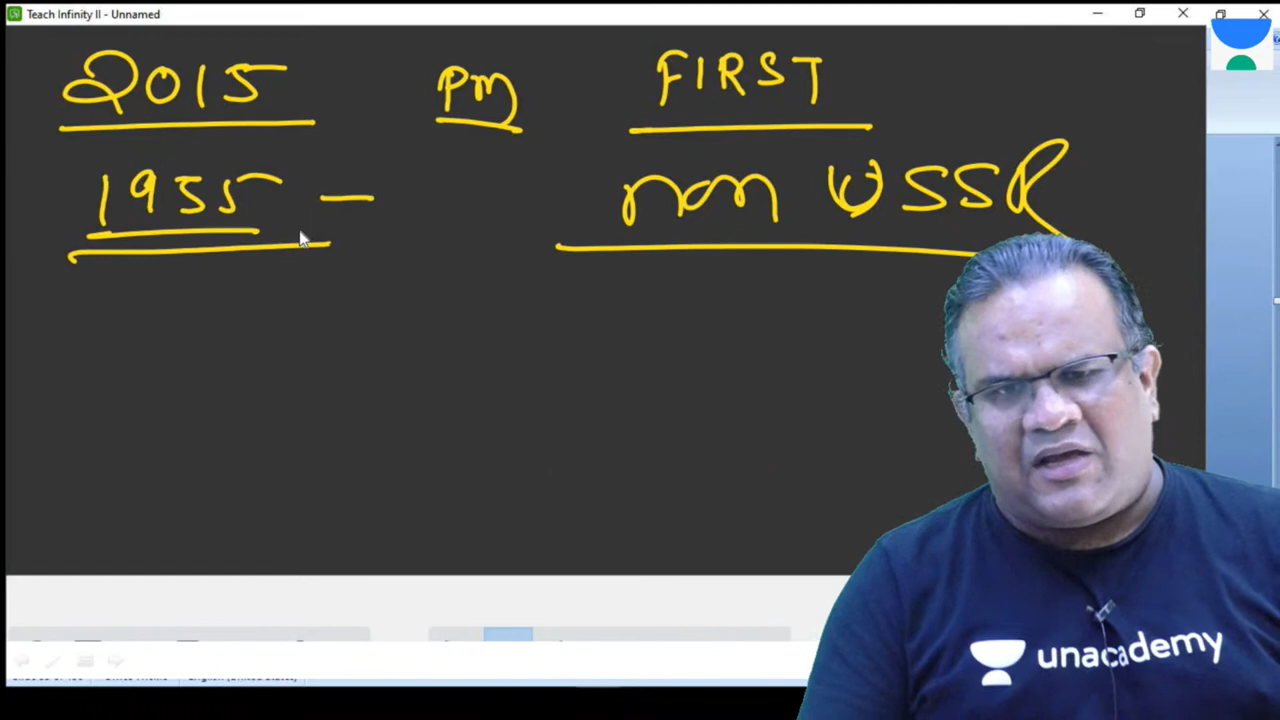 Teach Infinity II - Unnamed
2015 PM FIRST
1955 - non USSR
unacademy